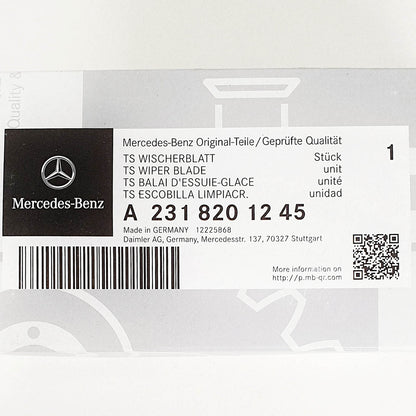 Quality &
Mercedes-Benz
Mercedes-Benz Original-Teile/Geprüfte Qualität
TS WISCHERBLATT Stück 1
TS WIPER BLADE unit
TS BALAI D'ESSUIE-GLACE unité
TS ESCOBILLA LIMPIACR. unidad
A 231 820 12 45
Made in GERMANY 12225868
Daimler AG, Germany, Mercedesstr. 137, 70327 Stuttgart
More information on
http://p.mb-qr.com/